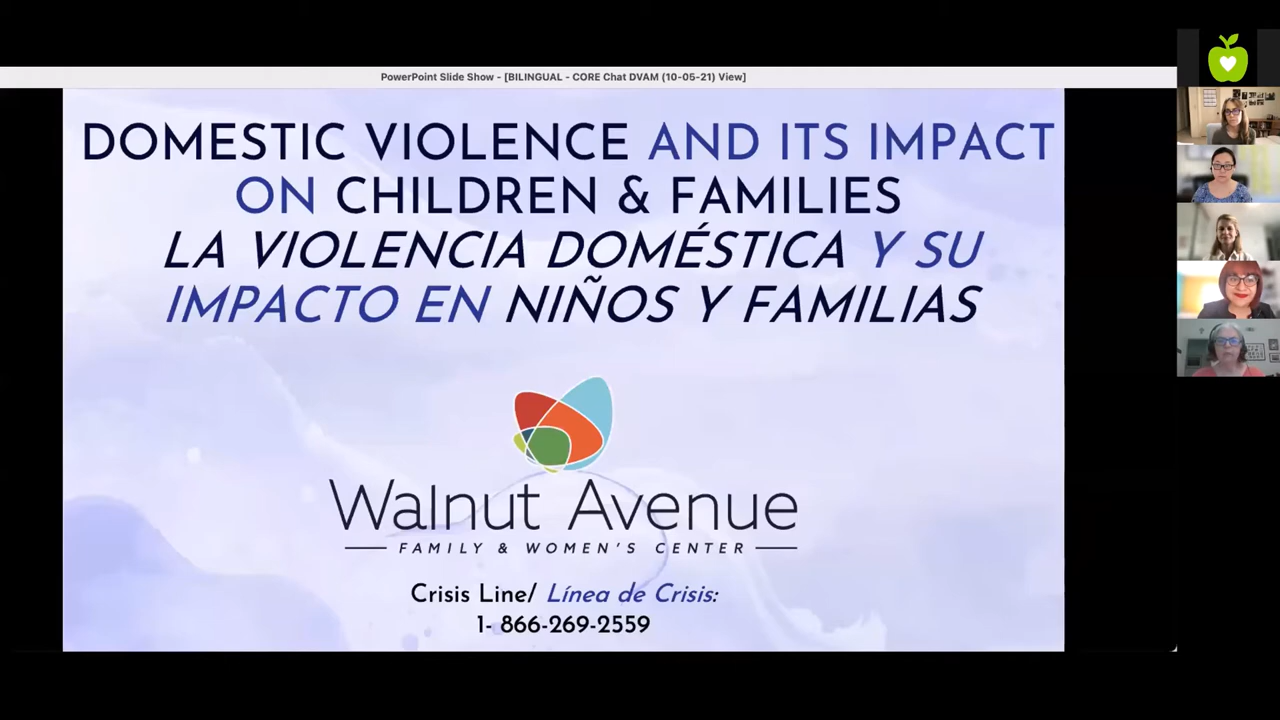 PowerPoint Slide Show - [BILINGUAL - CORE Chat DVAM (10-05-21) View]
DOMESTIC VIOLENCE AND ITS IMPACT
ON CHILDREN & FAMILIES
LA VIOLENCIA DOMÉSTICA Y SU
IMPACTO EN NIÑOS Y FAMILIAS
Walnut Avenue
FAMILY & WOMEN'S CENTER
Crisis Line/ Línea de Crisis:
1- 866-269-2559